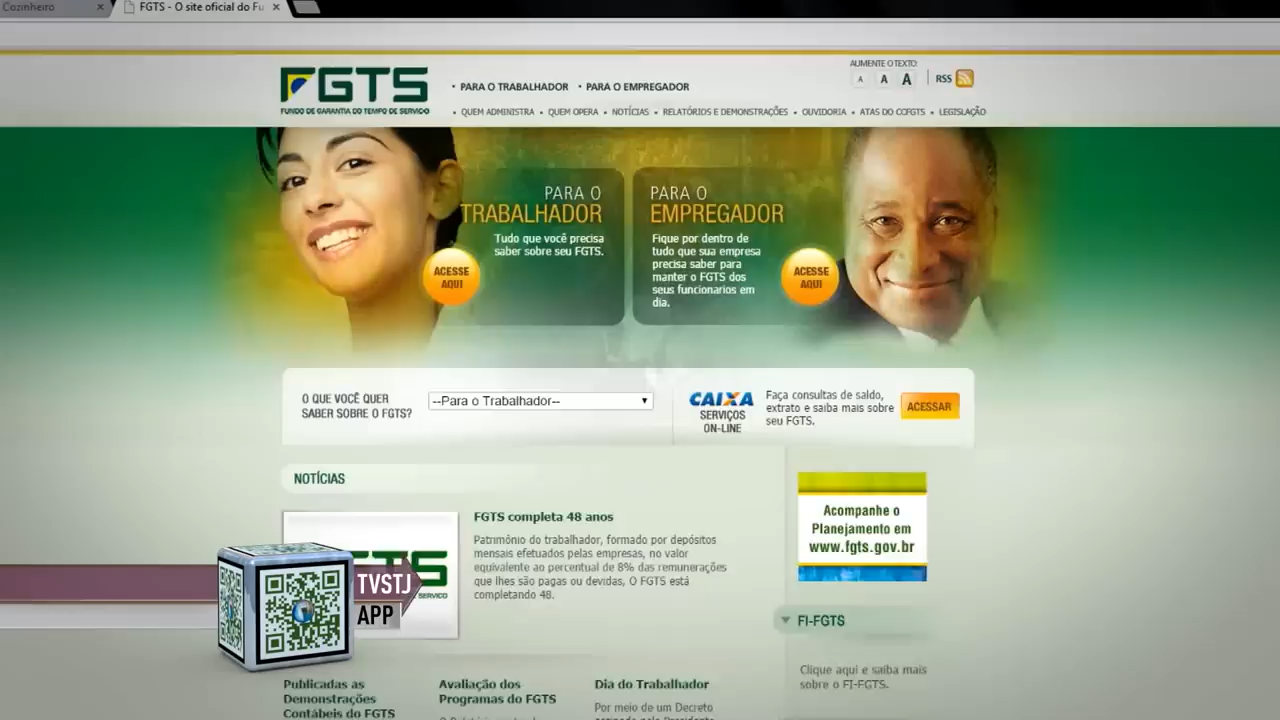 Cozinheiro
FGTS - O site oficial do Fu
FGTS
FUNDO DE GARANTIA DO TEMPO DE SERVIÇO
• PARA O TRABALHADOR • PARA O EMPREGADOR
AUMENTE O TEXTO:
A A A
RSS
• QUEM ADMINISTRA • QUEM OPERA • NOTÍCIAS • RELATÓRIOS E DEMONSTRAÇÕES • OUVIDORIA • ATAS DO CCFGTS • LEGISLAÇÃO
PARA O
TRABALHADOR
Tudo que você precisa
saber sobre seu FGTS.
ACESSE
AQUI
PARA O
EMPREGADOR
Fique por dentro de
tudo que sua empresa
precisa saber para
manter o FGTS dos
seus funcionarios em
dia.
ACESSE
AQUI
O QUE VOCÊ QUER
SABER SOBRE O FGTS?
--Para o Trabalhador--
CAIXA
SERVIÇOS
ON-LINE
Faça consultas de saldo,
extrato e saiba mais sobre
seu FGTS.
ACESSAR
NOTÍCIAS
FGTS completa 48 anos
Patrimônio do trabalhador, formado por depósitos
mensais efetuados pelas empresas, no valor
equivalente ao percentual de 8% das remunerações
que lhes são pagas ou devidas, O FGTS está
completando 48.
TVSTJ
APP
Acompanhe o
Planejamento em
www.fgts.gov.br
FI-FGTS
Clique aqui e saiba mais
sobre o FI-FGTS.
Publicadas as
Demonstrações
Contábeis do FGTS
Avaliação dos
Programas do FGTS
Dia do Trabalhador
Por meio de um Decreto